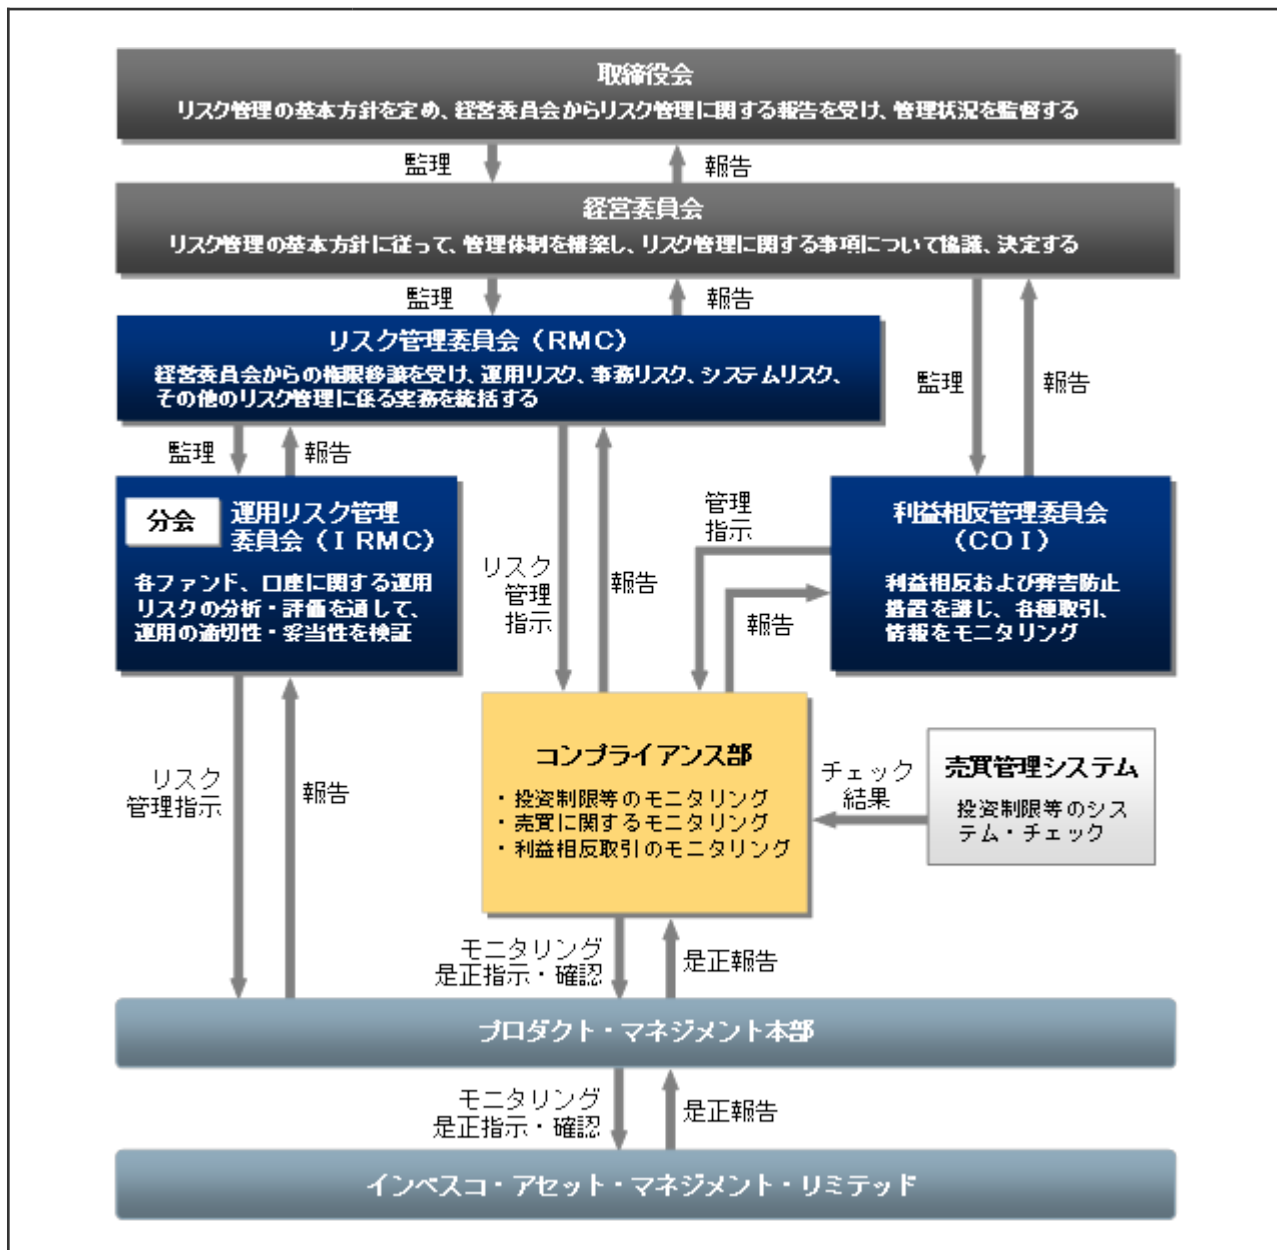 取締役会
リスク管理の基本方針を定め、経営委員会からリスク管理に関する報告を受け、管理状況を監督する
監理
報告
経営委員会
リスク管理の基本方針に従って、管理体制を構築し、リスク管理に関する事項について協議、決定する
監理
報告
リスク管理委員会（RMC）
経営委員会からの権限移譲を受け、運用リスク、事務リスク、システムリスク、
その他のリスク管理に係る実務を統括する
監理
報告
監理
報告
分会
運用リスク管理
委員会（IRMC）
各ファンド、口座に関する運用
リスクの分析・評価を通して、
運用の適切性・妥当性を検証
リスク
管理
指示
報告
管理
指示
報告
利益相反管理委員会
（COI）
利益相反および弊害防止
措置を講じ、各種取引、
情報をモニタリング
リスク
管理指示
報告
コンプライアンス部
・投資制限等のモニタリング
・売買に関するモニタリング
・利益相反取引のモニタリング
チェック
結果
売買管理システム
投資制限等のシス
テム・チェック
モニタリング
是正指示・確認
是正報告
プロダクト・マネジメント本部
モニタリング
是正指示・確認
是正報告
インベスコ・アセット・マネジメント・リミテッド